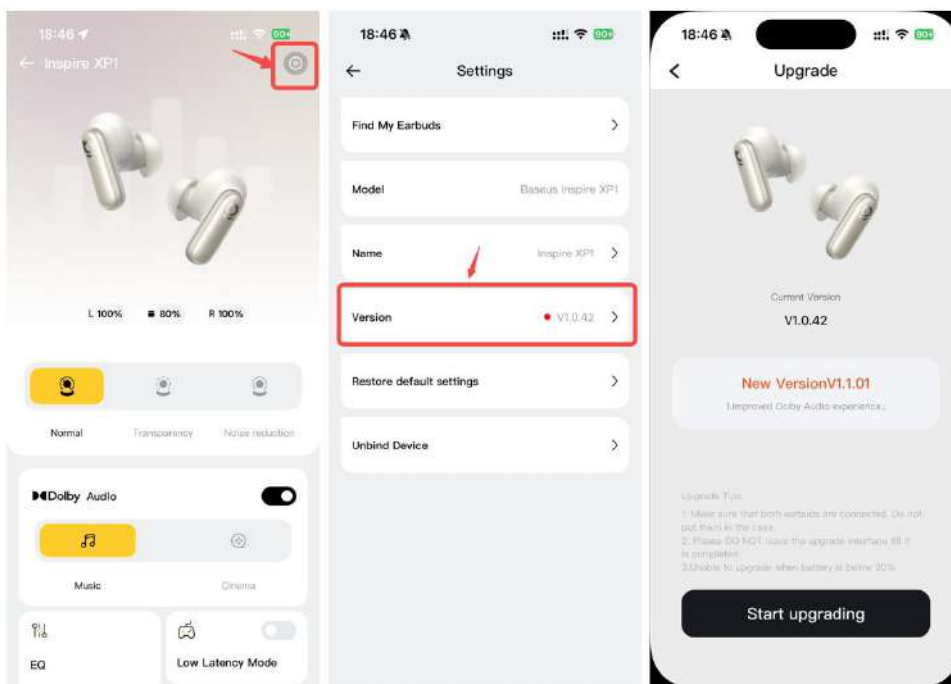 18:46
90+
Inspire XP1
L 100% 80% R 100%
Normal Transparency Noise reduction
Dolby Audio
Music Cinema
EQ Low Latency Mode
18:46
90+
Settings
Find My Earbuds
Model Baseus Inspire XP1
Name Inspire XP1
Version V1.0.42
Restore default settings
Unbind Device
18:46
90+
Upgrade
Current Version
V1.0.42
New VersionV1.1.01
1.Improved Dolby Audio experience.;
Upgrade Tips
1. Make sure that both earbuds are connected. Do not
put them in the case.
2. Please DO NOT leave the upgrade interface till it
is completed.
3.Unable to upgrade when battery is below 30%.
Start upgrading